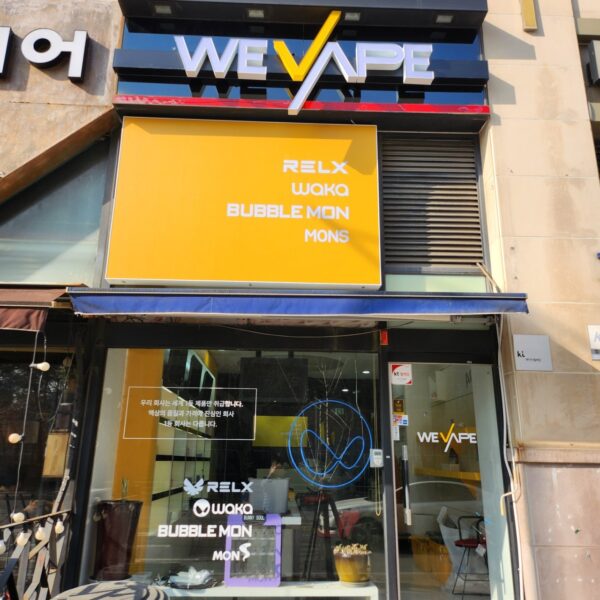 어
WEVAPE
RELX
WAKA
BUBBLE MON
MONS
kt
우리 회사는 세계 1등 제품만 취급합니다.
액상의 품질과 가격에 진심인 회사
1등 회사는 다릅니다.
WEVAPE
RELX
WAKA
BUBBLE MON
MONS